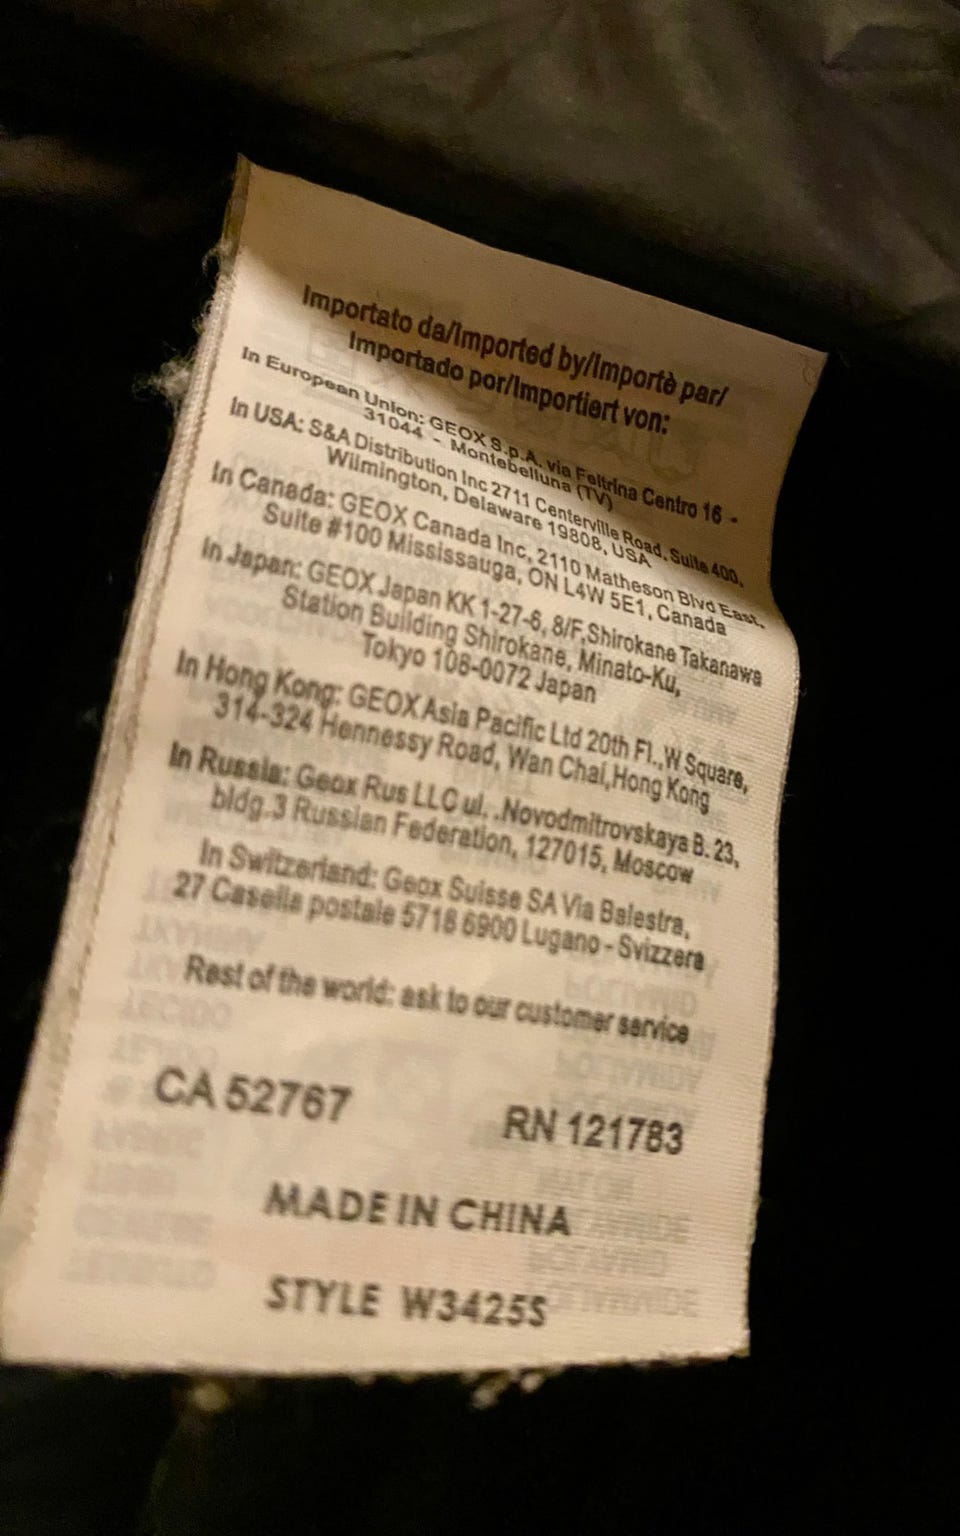 Importato da/Imported by/Importè par/
Importado por/Importiert von:
In European Union: GEOX S.p.A. via Feltrina Centro 16 -
31044 - Montebelluna (TV)
In USA: S&A Distribution Inc 2711 Centerville Road, Suite 400,
Wilmington, Delaware 19808, USA
In Canada: GEOX Canada Inc, 2110 Matheson Blvd East,
Suite #100 Mississauga, ON L4W 5E1, Canada
In Japan: GEOX Japan KK 1-27-6, 8/F,Shirokane Takanawa
Station Building Shirokane, Minato-Ku,
Tokyo 108-0072 Japan
In Hong Kong: GEOX Asia Pacific Ltd 20th Fl.,W Square,
314-324 Hennessy Road, Wan Chai,Hong Kong
In Russia: Geox Rus LLC ul. .Novodmitrovskaya B. 23,
bldg.3 Russian Federation, 127015, Moscow
In Switzerland: Geox Suisse SA Via Balestra,
27 Casella postale 5718 6900 Lugano - Svizzera
Rest of the world: ask to our customer service
CA 52767 RN 121783
MADE IN CHINA
STYLE W3425S